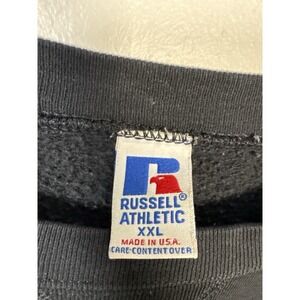 R
RUSSELL®
ATHLETIC
XXL
MADE IN U.S.A.
CARE-CONTENT OVER